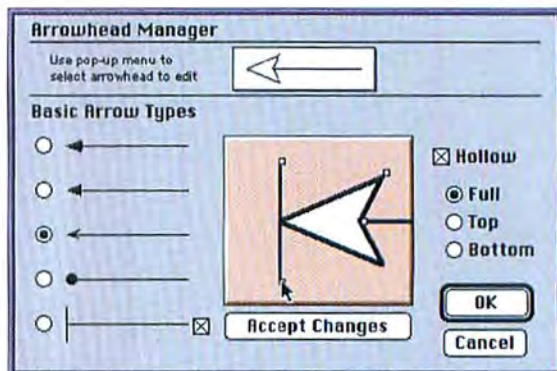 Arrowhead Manager
Use pop-up menu to
select arrowhead to edit
Basic Arrow Types
Hollow
Full
Top
Bottom
OK
Accept Changes
Cancel